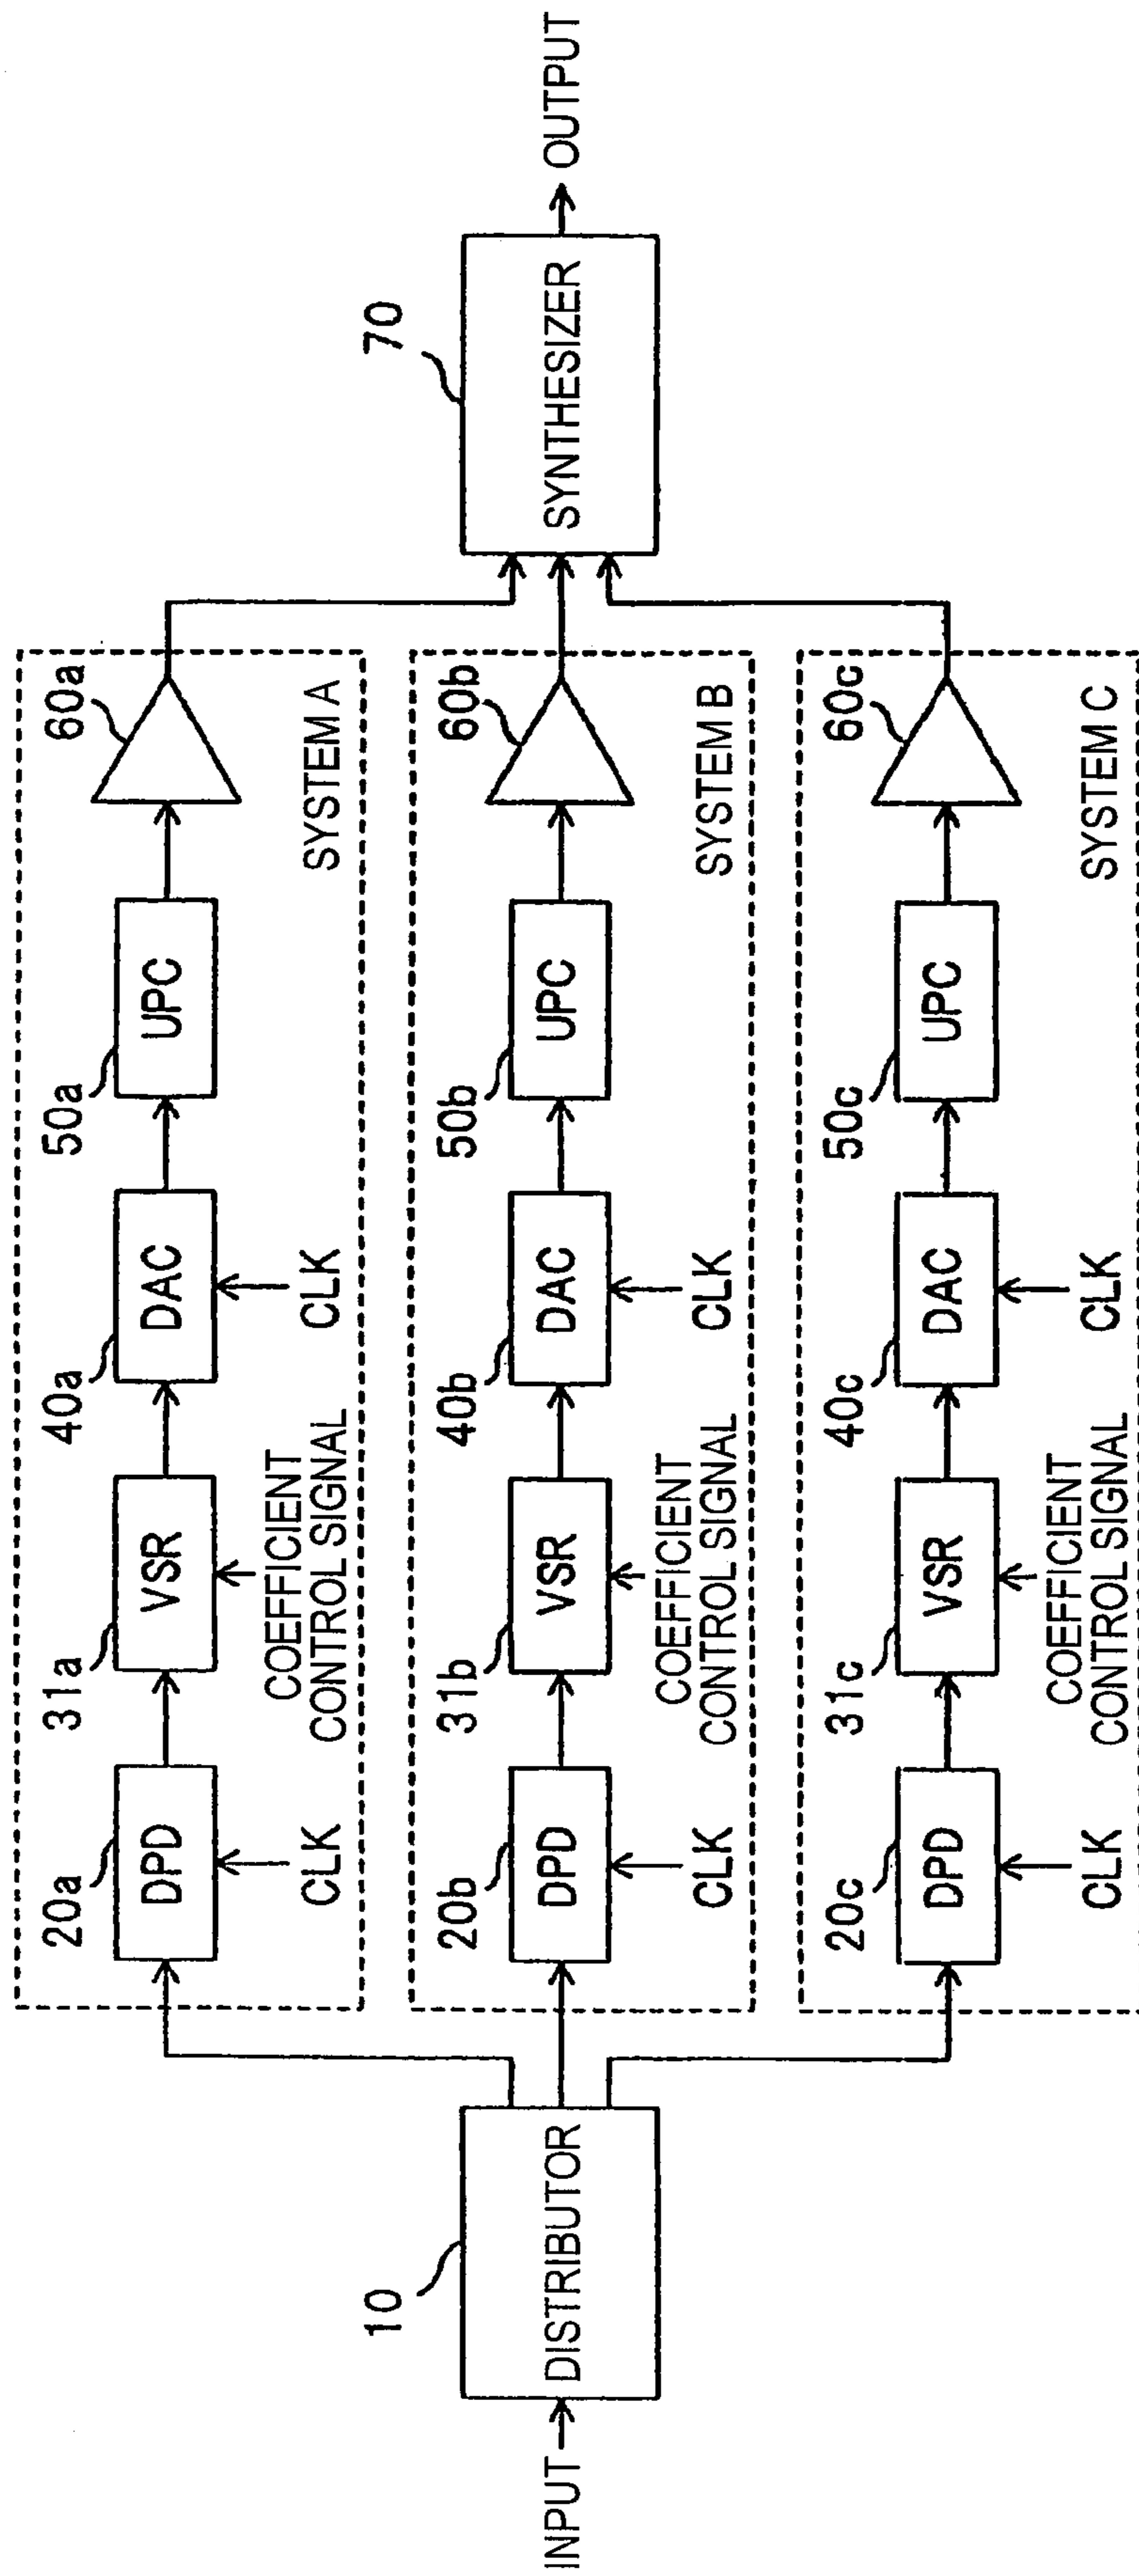 INPUT
10
DISTRIBUTOR
20a
DPD
CLK
31a
VSR
COEFFICIENT
CONTROL SIGNAL
40a
DAC
CLK
50a
UPC
60a
SYSTEM A
20b
DPD
CLK
31b
VSR
COEFFICIENT
CONTROL SIGNAL
40b
DAC
CLK
50b
UPC
60b
SYSTEM B
20c
DPD
CLK
31c
VSR
COEFFICIENT
CONTROL SIGNAL
40c
DAC
CLK
50c
UPC
60c
SYSTEM C
70
SYNTHESIZER
OUTPUT